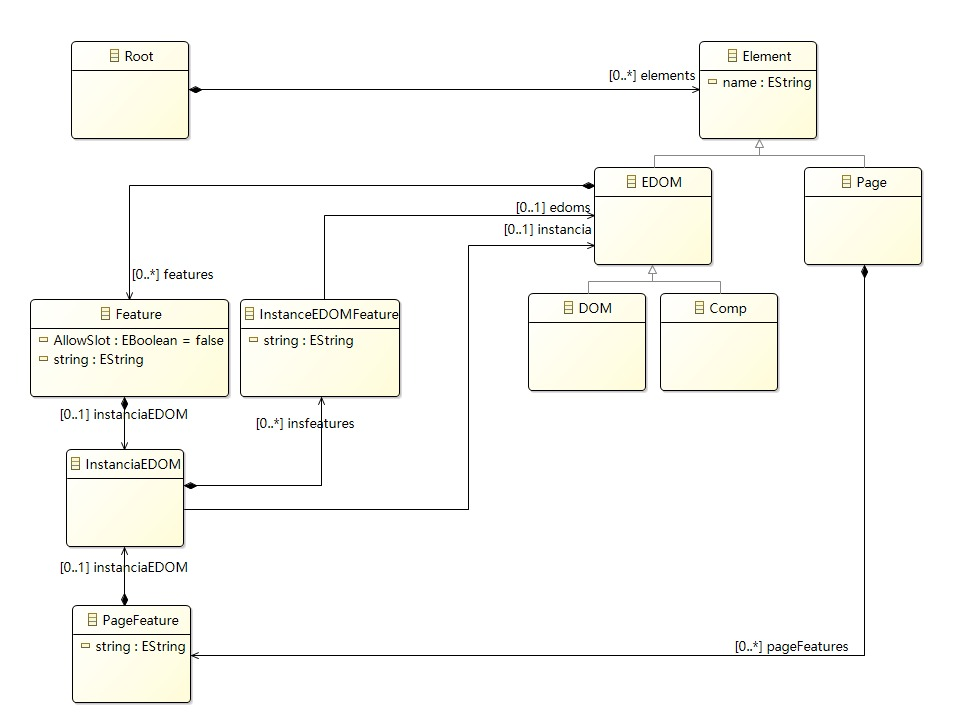 Root
Element
[0..*] elements
name : EString
EDOM
Page
[0..1] edoms
[0..1] instancia
[0..*] features
Feature
InstanceEDOMFeature
DOM
Comp
AllowSlot : EBoolean = false
string : EString
string : EString
[0..1] instanciaEDOM
[0..*] insfeatures
InstanciaEDOM
[0..1] instanciaEDOM
PageFeature
string : EString
[0..*] pageFeatures